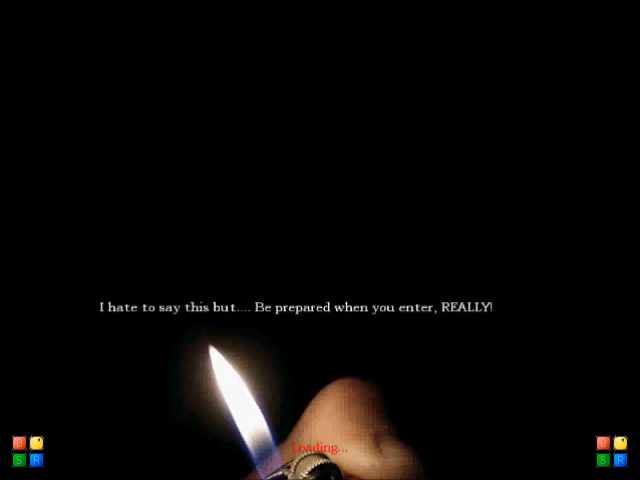 I hate to say this but.... Be prepared when you enter, REALLY!
Loading...
B
S R
B
S R